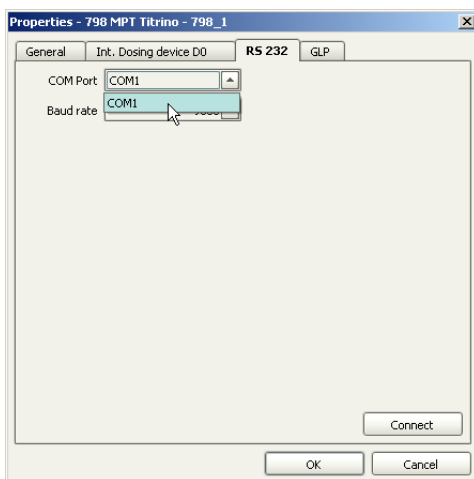 Properties - 798 MPT Titrino - 798_1
General Int. Dosing device D0 RS 232 GLP
COM Port COM1
COM1
Baud rate
Connect
OK Cancel